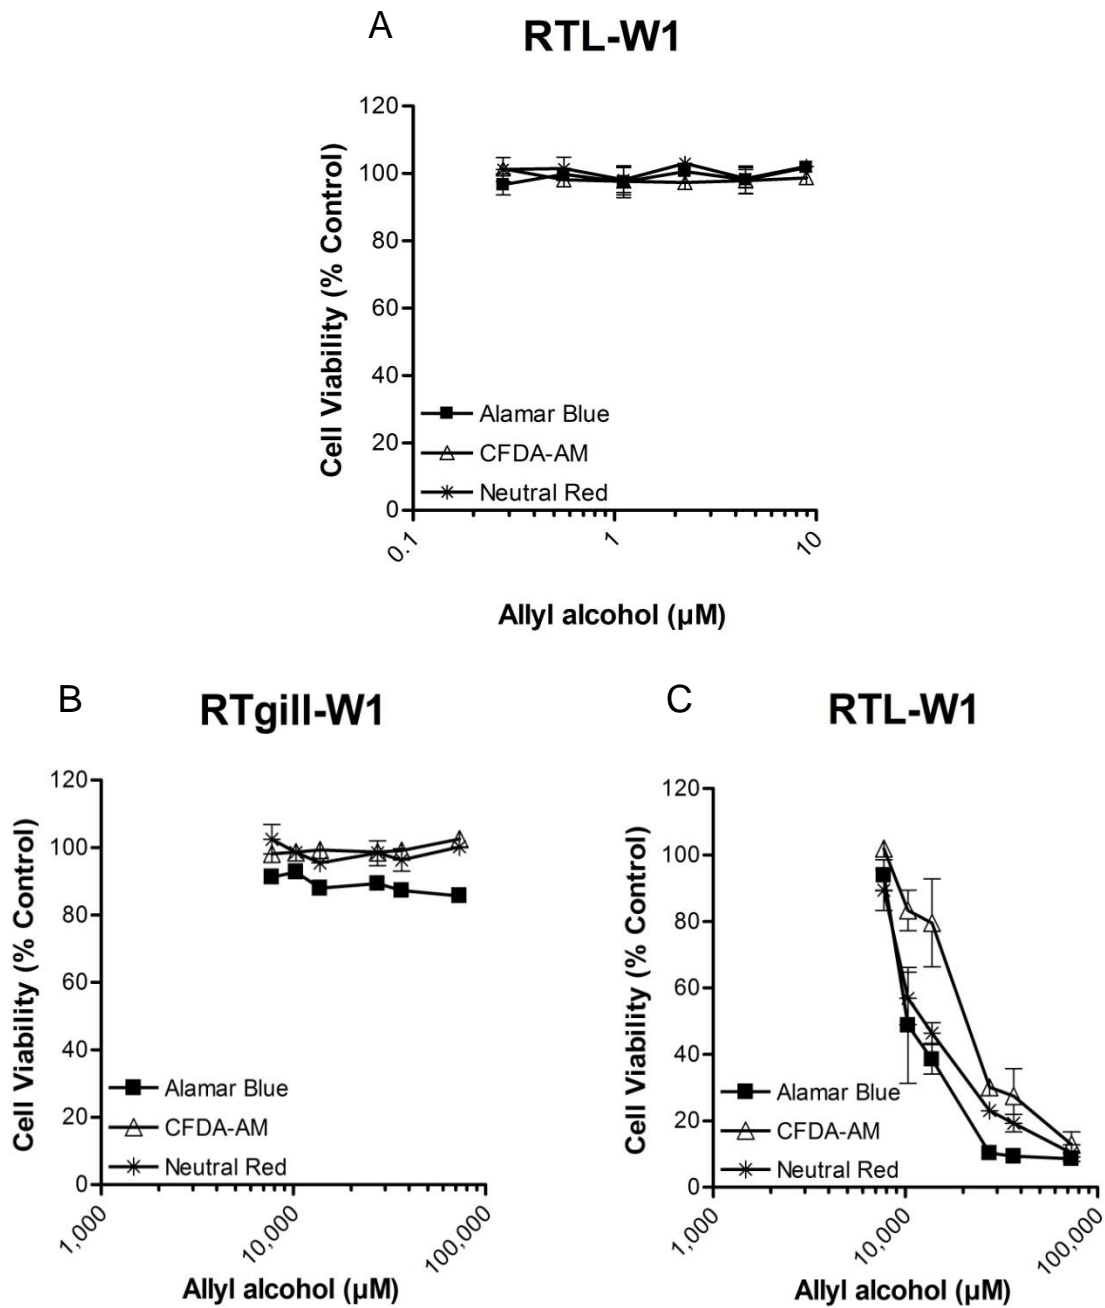 A
RTL-W1
120
100
80
60
40
20
0
Cell Viability (% Control)
Alamar Blue
CFDA-AM
Neutral Red
0.1
1
10
Allyl alcohol (µM)
B
RTgill-W1
120
100
80
60
40
20
0
Cell Viability (% Control)
Alamar Blue
CFDA-AM
Neutral Red
1,000
10,000
100,000
Allyl alcohol (µM)
C
RTL-W1
120
100
80
60
40
20
0
Cell Viability (% Control)
Alamar Blue
CFDA-AM
Neutral Red
1,000
10,000
100,000
Allyl alcohol (µM)